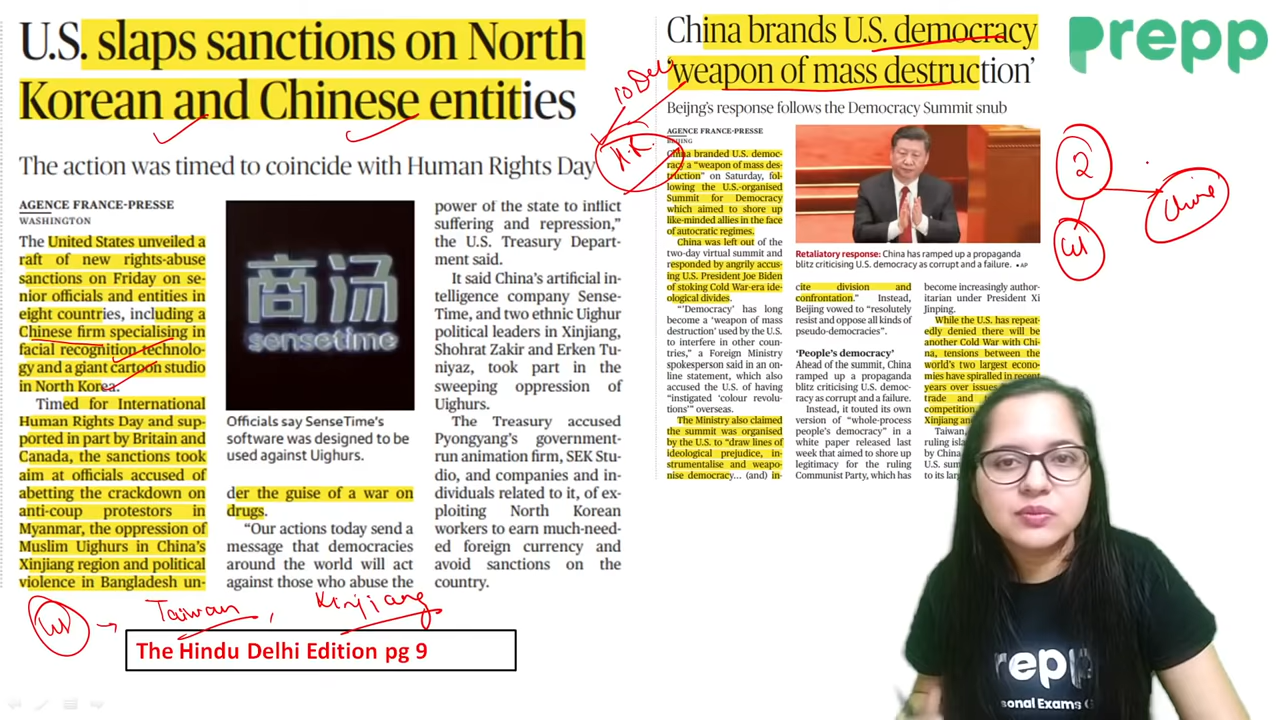 U.S. slaps sanctions on North
Korean and Chinese entities
The action was timed to coincide with Human Rights Day
AGENCE FRANCE-PRESSE
WASHINGTON
The United States unveiled a
raft of new rights-abuse
sanctions on Friday on se-
nior officials and entities in
eight countries, including a
Chinese firm specialising in
facial recognition technolo-
gy and a giant cartoon studio
in North Korea.
Timed for International
Human Rights Day and sup-
ported in part by Britain and
Canada, the sanctions took
aim at officials accused of
abetting the crackdown on
anti-coup protestors in
Myanmar, the oppression of
Muslim Uighurs in China's
Xinjiang region and political
violence in Bangladesh un-
商汤
sensetime
Officials say SenseTime's
software was designed to be
used against Uighurs.
der the guise of a war on
drugs.
"Our actions today send a
message that democracies
around the world will act
against those who abuse the
power of the state to inflict
suffering and repression,"
the U.S. Treasury Depart-
ment said.
It said China's artificial in-
telligence company Sense-
Time, and two ethnic Uighur
political leaders in Xinjiang,
Shohrat Zakir and Erken Tu-
niyaz, took part in the
sweeping oppression of
Uighurs.
The Treasury accused
Pyongyang's government-
run animation firm, SEK Stu-
dio, and companies and in-
dividuals related to it, of ex-
ploiting North Korean
workers to earn much-need-
ed foreign currency and
avoid sanctions on the
country.
Taiwan, Xinjiang
The Hindu Delhi Edition pg 9
10 Dec
H.R.
China brands U.S. democracy
'weapon of mass destruction'
Beijng's response follows the Democracy Summit snub
AGENCE FRANCE-PRESSE
BEIJING
China branded U.S. democ-
racy a "weapon of mass des-
truction" on Saturday, fol-
lowing the U.S.-organised
Summit for Democracy
which aimed to shore up
like-minded allies in the face
of autocratic regimes.
China was left out of the
two-day virtual summit and
responded by angrily accus-
ing U.S. President Joe Biden
of stoking Cold War-era ide-
ological divides.
"'Democracy' has long
become a 'weapon of mass
destruction' used by the U.S.
to interfere in other coun-
tries," a Foreign Ministry
spokesperson said in an on-
line statement, which also
accused the U.S. of having
"instigated 'colour revolu-
tions'" overseas.
The Ministry also claimed
the summit was organised
by the U.S. to "draw lines of
ideological prejudice, in-
strumentalise and weapo-
nise democracy... (and) in-
Retaliatory response: China has ramped up a propaganda
blitz criticising U.S. democracy as corrupt and a failure. • AP
cite division and
confrontation." Instead,
Beijing vowed to "resolutely
resist and oppose all kinds of
pseudo-democracies".
'People's democracy'
Ahead of the summit, China
ramped up a propaganda
blitz criticising U.S. democ-
racy as corrupt and a failure.
Instead, it touted its own
version of "whole-process
people's democracy" in a
white paper released last
week that aimed to shore up
legitimacy for the ruling
Communist Party, which has
become increasingly author-
itarian under President Xi
Jinping.
While the U.S. has repeat-
edly denied there will be
another Cold War with Chi-
na, tensions between the
world's two largest econo-
mies have spiralled in recent
years over issues
trade and
competition,
Xinjiang
Taiwan,
ruling
by China
U.S.
to its
Prepp
2
China
repp
sonal Exams